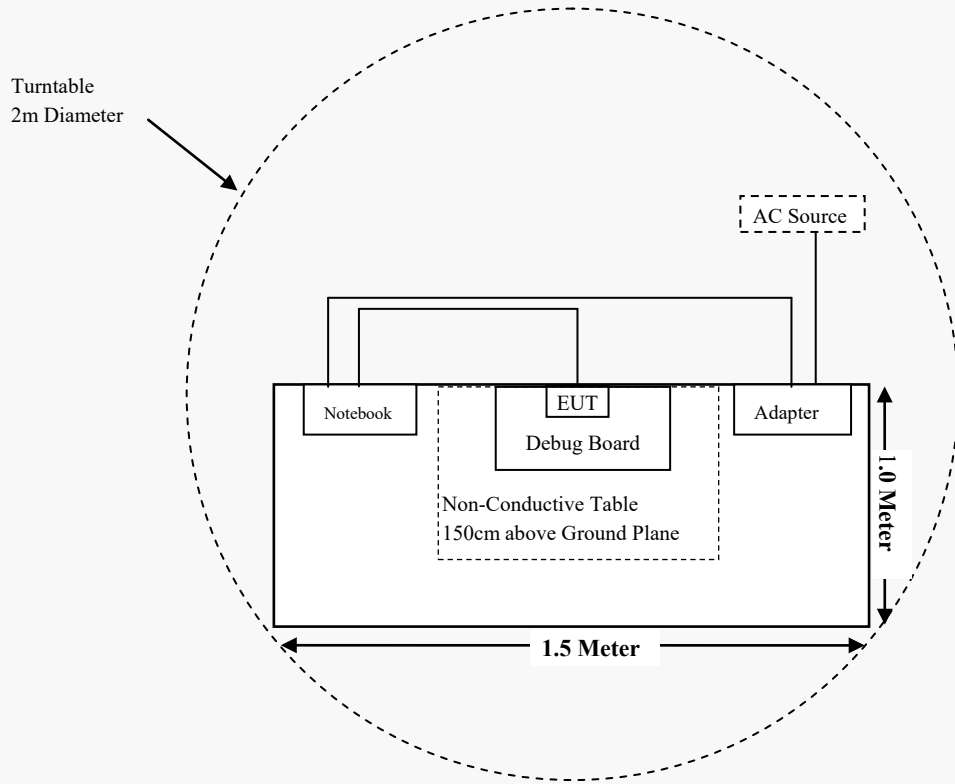 Turntable
2m Diameter
AC Source
Notebook
EUT
Debug Board
Adapter
Non-Conductive Table
150cm above Ground Plane
1.0 Meter
1.5 Meter